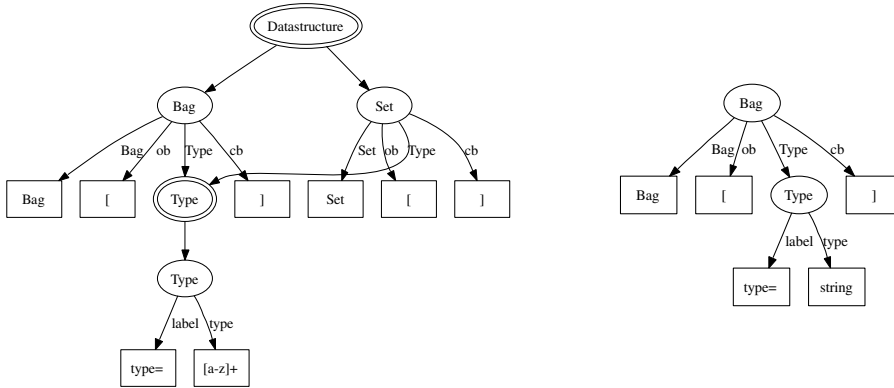 Datastructure
Bag Set Bag
Bag ob Type cb Set ob Type cb Bag ob Type cb
Bag [ Type ] Set [ ] Bag [ Type ]
label type
Type type= string
label type
type= [a-z]+